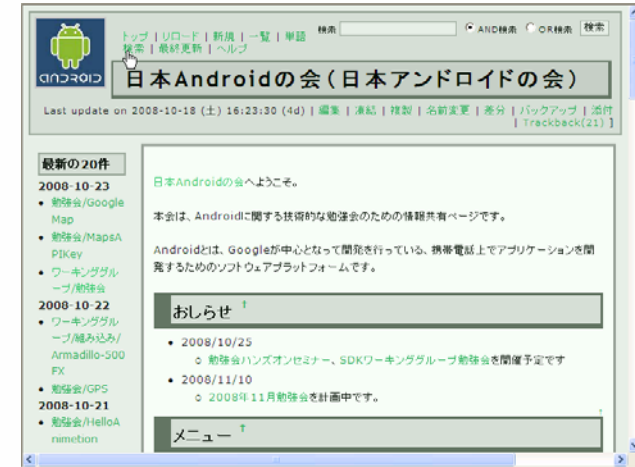 android
トップ | リロード | 新規 | 一覧 | 単語
検索 | 最終更新 | ヘルプ
検索 AND検索 OR検索 検索
日本Androidの会(日本アンドロイドの会)
Last update on 2008-10-18 (土) 16:23:30 (4d) | 編集 | 凍結 | 複製 | 名前変更 | 差分 | バックアップ | 添付
| Trackback(21) ]
最新の20件
2008-10-23
勉強会/Google
Map
勉強会/MapsA
PIKey
ワーキンググル
ープ/勉強会
2008-10-22
ワーキンググル
ープ/組み込み/
Armadillo-500
FX
勉強会/GPS
2008-10-21
勉強会/HelloA
nimetion
日本Androidの会へようこそ。
本会は、Androidに関する技術的な勉強会のための情報共有ページです。
Androidとは、Googleが中心となって開発を行っている、携帯電話上でアプリケーションを開
発するためのソフトウェアプラットフォームです。
おしらせ †
2008/10/25
勉強会ハンズオンセミナー、SDKワーキンググループ勉強会を開催予定です
2008/11/10
2008年11月勉強会を計画中です。
↑
メニュー †